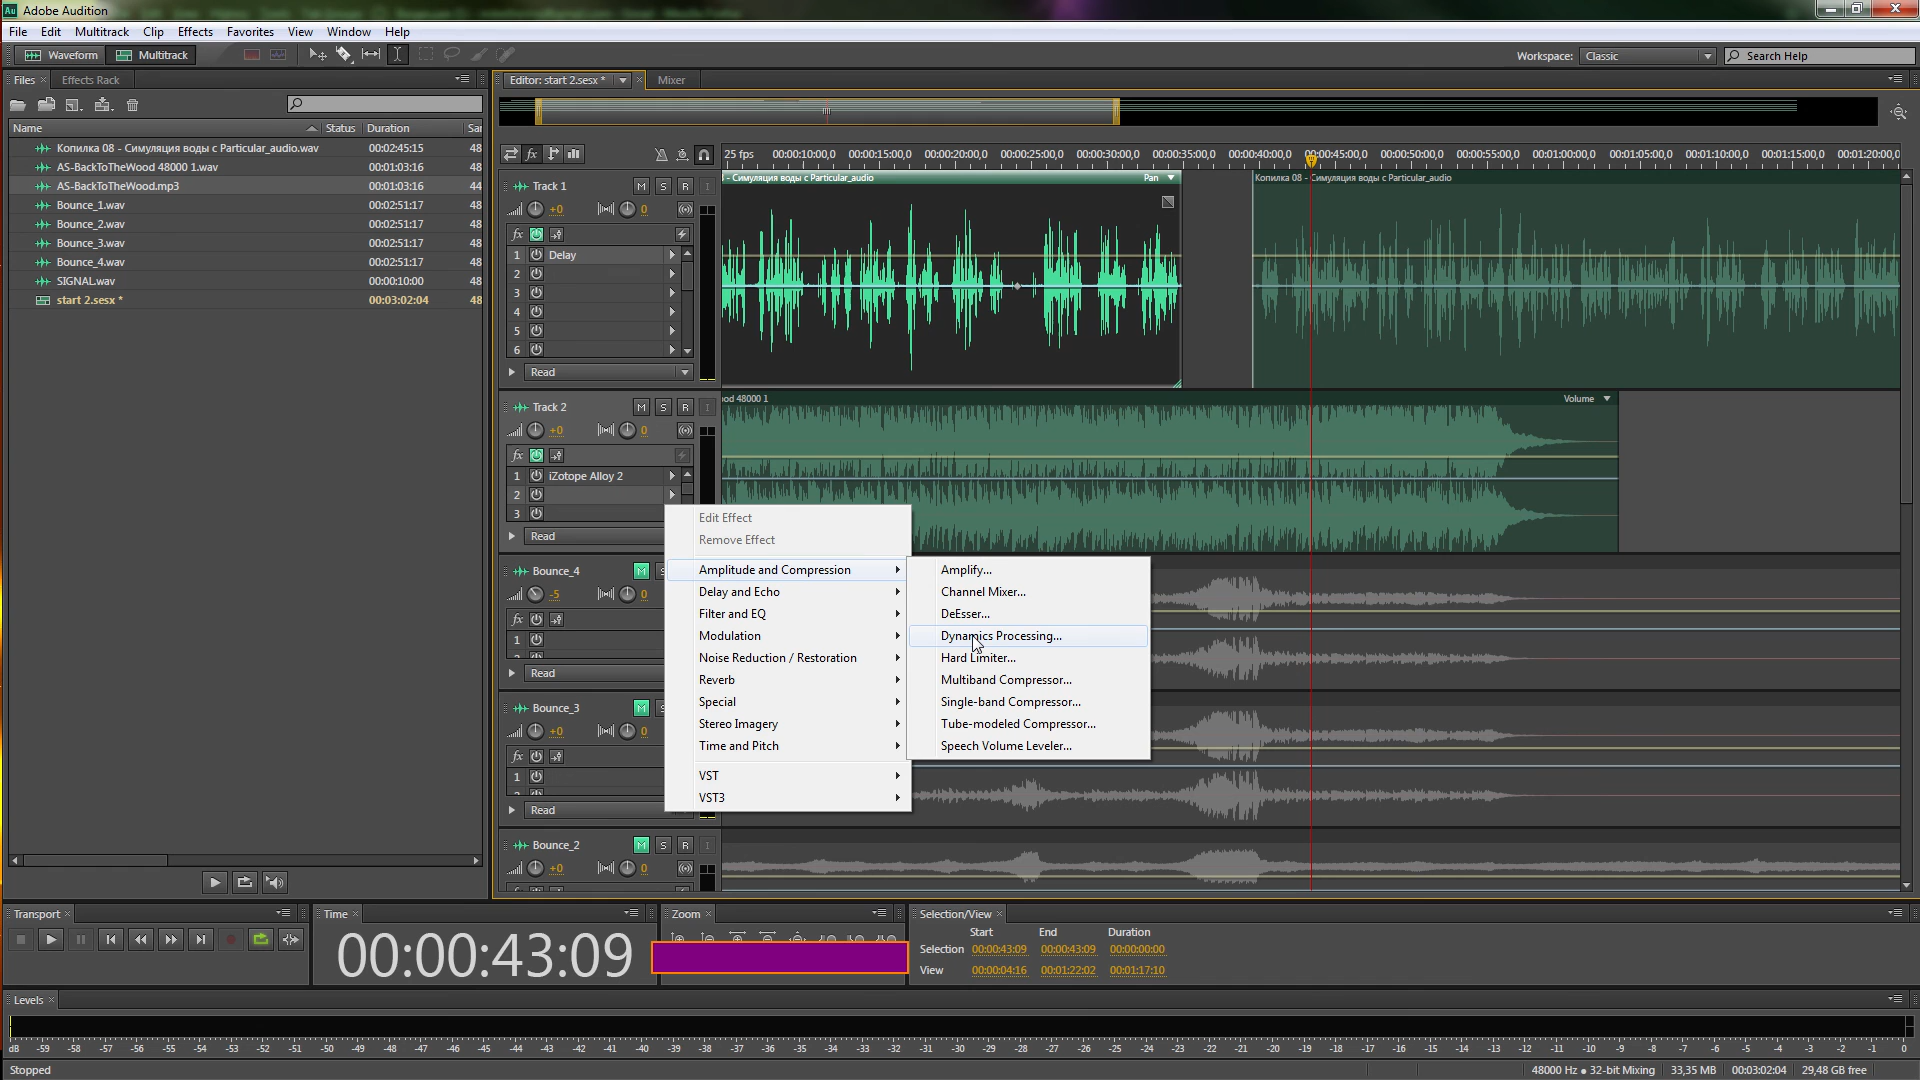 Adobe Audition
File Edit Multitrack Clip Effects Favorites View Window Help
Waveform Multitrack Workspace: Classic Search Help
Files Effects Rack
Editor: start 2.sesx * Mixer
Name Status Duration Sar
Копилка 08 - Симуляция воды с Particular_audio.wav 00:02:45:15 48
AS-BackToTheWood 48000 1.wav 00:01:03:16 48
AS-BackToTheWood.mp3 00:01:03:16 44
Bounce_1.wav 00:02:51:17 48
Bounce_2.wav 00:02:51:17 48
Bounce_3.wav 00:02:51:17 48
Bounce_4.wav 00:02:51:17 48
SIGNAL.wav 00:00:10:00 48
start 2.sesx * 00:03:02:04 48
25 fps 00:00:10:00,0 00:00:15:00,0 00:00:20:00,0 00:00:25:00,0 00:00:30:00,0 00:00:35:00,0 00:00:40:00,0 00:00:45:00,0 00:00:50:00,0 00:00:55:00,0 00:01:00:00,0 00:01:05:00,0 00:01:10:00,0 00:01:15:00,0 00:01:20:00,0
Track 1 M S R I
- Симуляция воды с Particular_audio Pan
Копилка 08 - Симуляция воды с Particular_audio
+0 0
fx
1 Delay
2
3
4
5
6
Read
Track 2 M S R I
48000 1 Volume
+0 0
fx
1 iZotope Alloy 2
2
3
Read
Bounce_4 M S
-5 0
fx
1
Read
Bounce_3 M S
+0 0
fx
1
Read
Bounce_2 M S R I
+0 0
Edit Effect
Remove Effect
Amplitude and Compression
Delay and Echo
Filter and EQ
Modulation
Noise Reduction / Restoration
Reverb
Special
Stereo Imagery
Time and Pitch
VST
VST3
Amplify...
Channel Mixer...
DeEsser...
Dynamics Processing...
Hard Limiter...
Multiband Compressor...
Single-band Compressor...
Tube-modeled Compressor...
Speech Volume Leveler...
Transport Time Zoom Selection/View
00:00:43:09
Start End Duration
Selection 00:00:43:09 00:00:43:09 00:00:00:00
View 00:00:04:16 00:01:22:02 00:01:17:10
Levels
dB -59 -58 -57 -56 -55 -54 -53 -52 -51 -50 -49 -48 -47 -46 -45 -44 -43 -42 -41 -40 -39 -38 -37 -36 -35 -34 -33 -32 -31 -30 -29 -28 -27 -26 -25 -24 -23 -22 -21 -20 -19 -18 -17 -16 -15 -14 -13 -12 -11 -10 -9 -8 -7 -6 -5 -4 -3 -2 -1 0
Stopped 48000 Hz ● 32-bit Mixing 33,35 MB 00:03:02:04 29,48 GB free